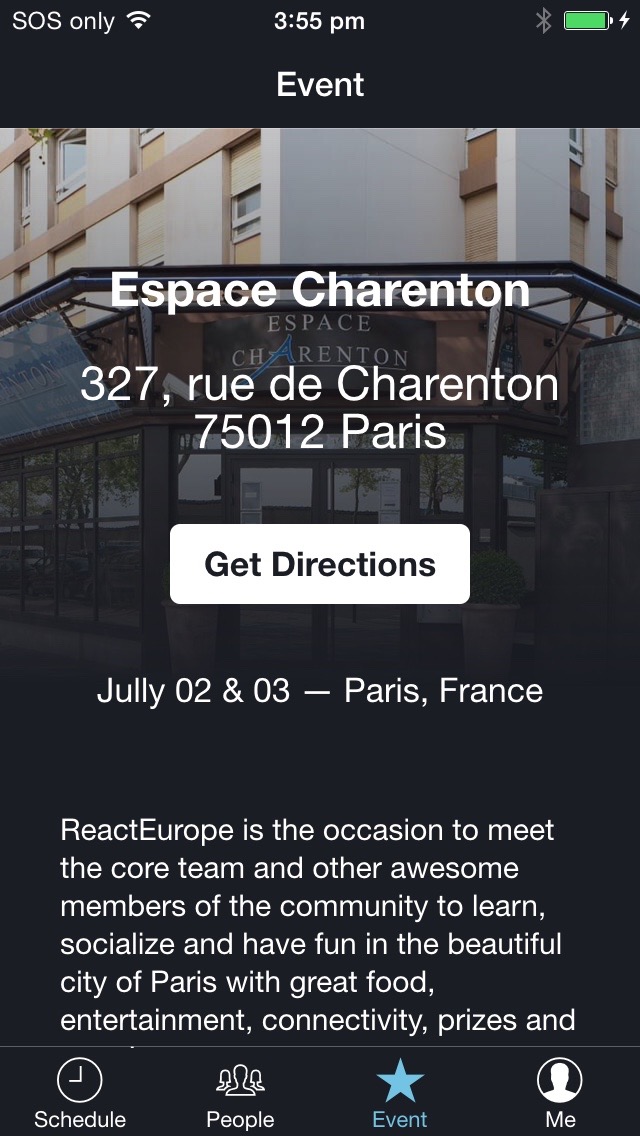 SOS only 3:55 pm
Event
Espace Charenton
ESPACE
CHARENTON
327, rue de Charenton
75012 Paris
Get Directions
Jully 02 & 03 — Paris, France
ReactEurope is the occasion to meet
the core team and other awesome
members of the community to learn,
socialize and have fun in the beautiful
city of Paris with great food,
entertainment, connectivity, prizes and
Schedule People Event Me